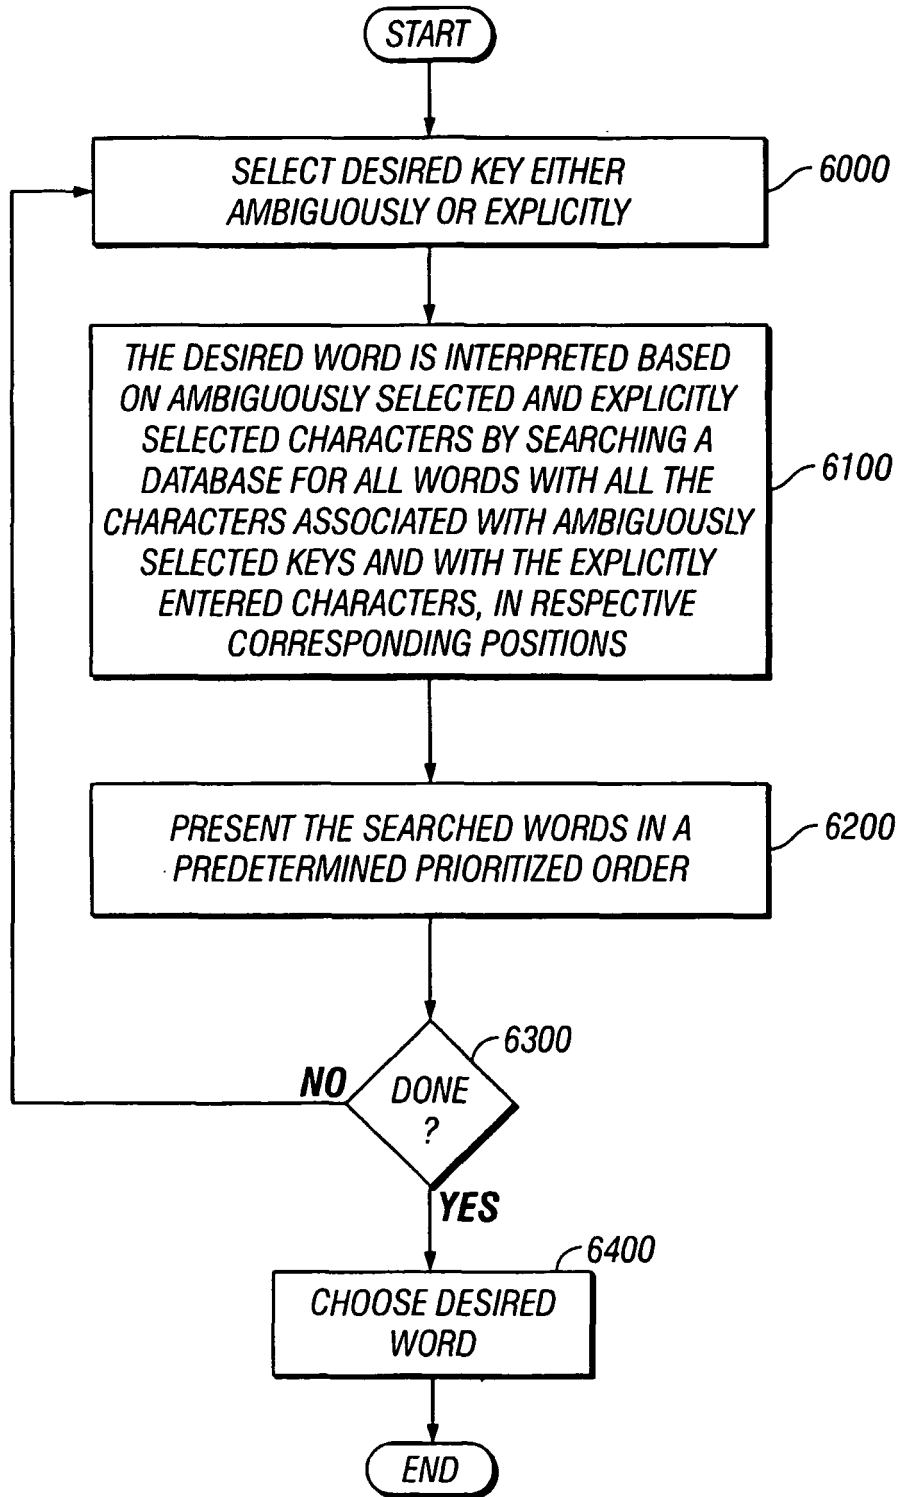 START
SELECT DESIRED KEY EITHER
AMBIGUOUSLY OR EXPLICITLY
6000
THE DESIRED WORD IS INTERPRETED BASED
ON AMBIGUOUSLY SELECTED AND EXPLICITLY
SELECTED CHARACTERS BY SEARCHING A
DATABASE FOR ALL WORDS WITH ALL THE
CHARACTERS ASSOCIATED WITH AMBIGUOUSLY
SELECTED KEYS AND WITH THE EXPLICITLY
ENTERED CHARACTERS, IN RESPECTIVE
CORRESPONDING POSITIONS
6100
PRESENT THE SEARCHED WORDS IN A
PREDETERMINED PRIORITIZED ORDER
6200
6300
NO
DONE
?
YES
6400
CHOOSE DESIRED
WORD
END